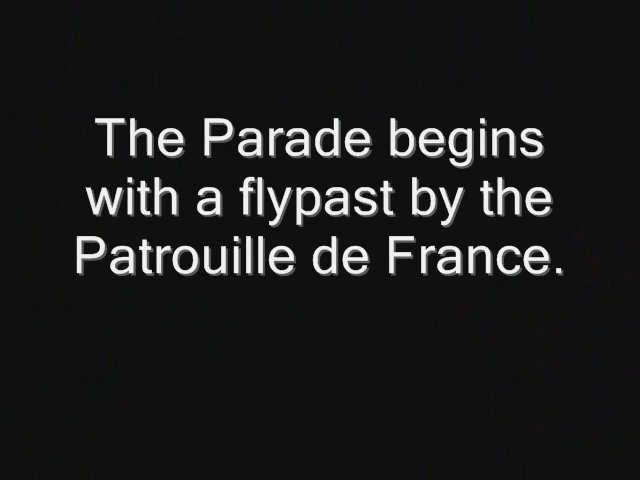 The Parade begins
with a flypast by the
Patrouille de France.